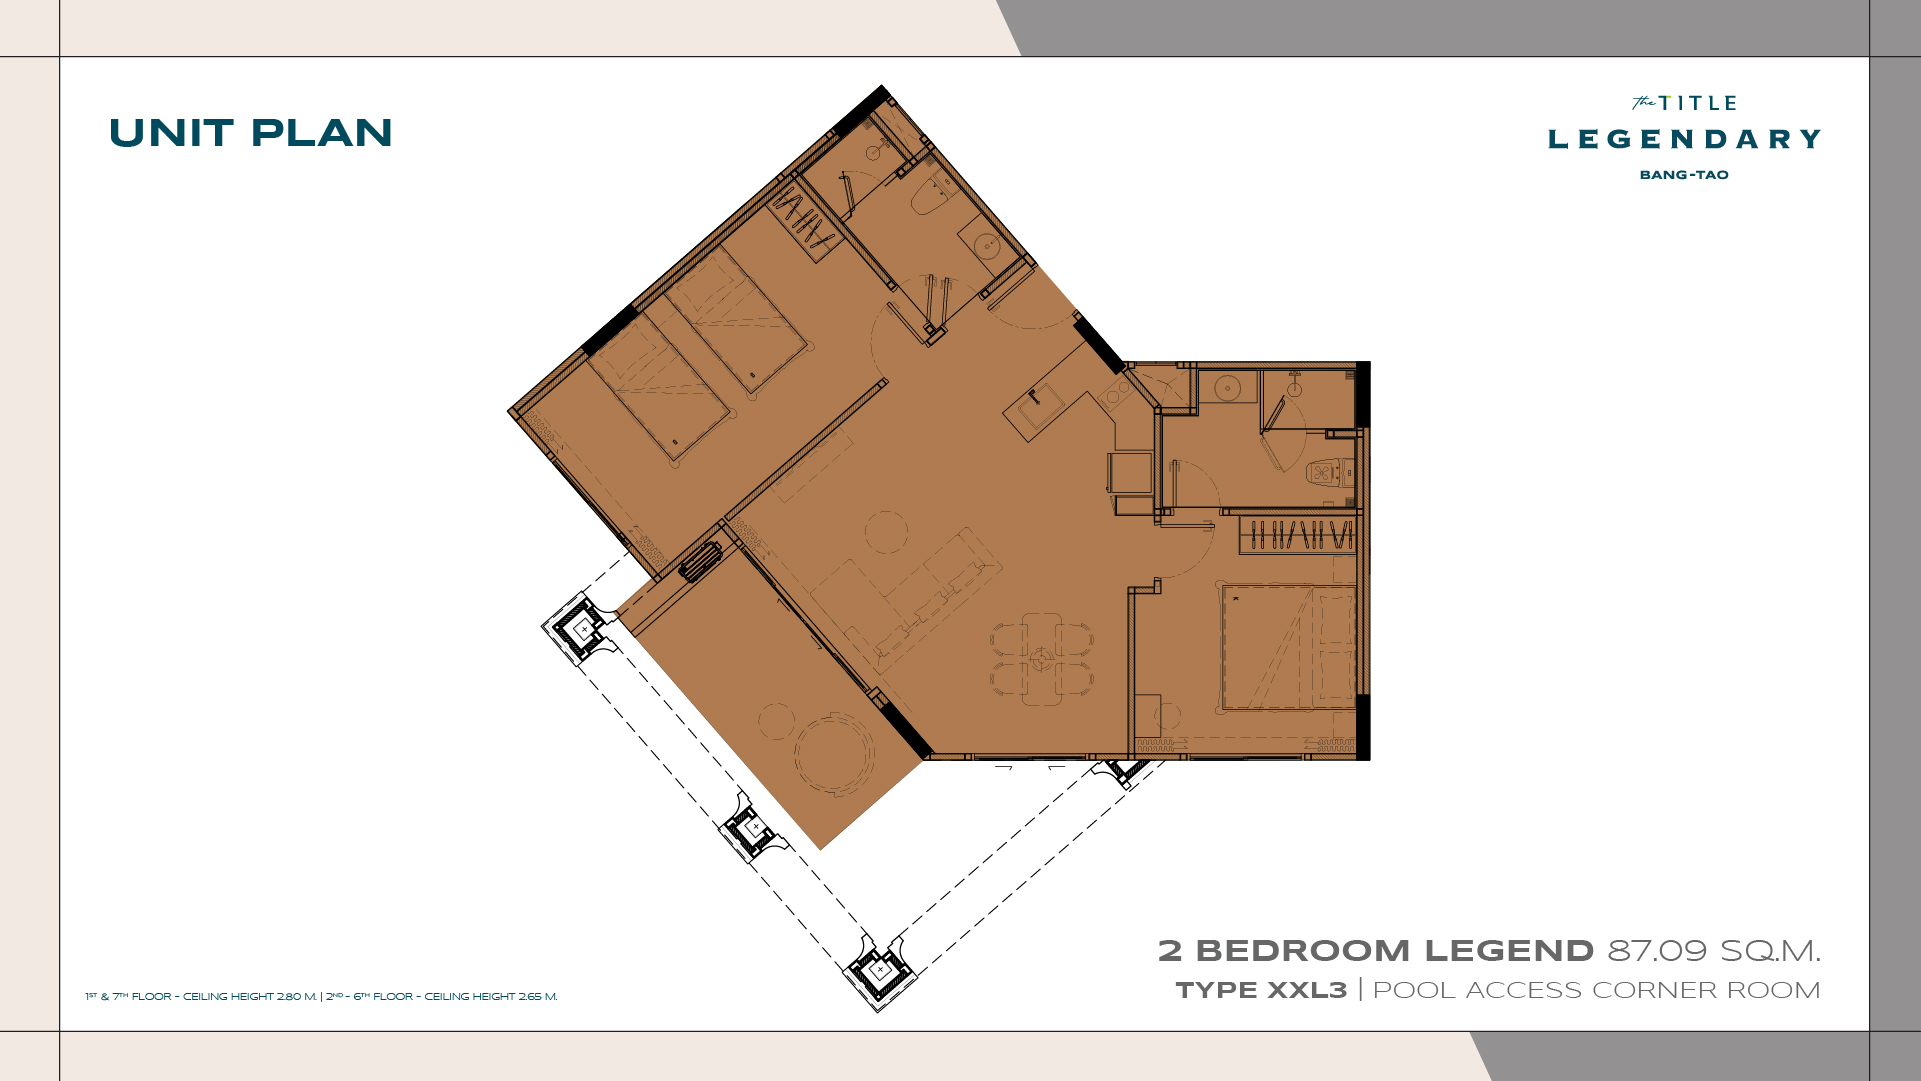 UNIT PLAN
the TITLE
LEGENDARY
BANG-TAO
2 BEDROOM LEGEND 87.09 SQ.M.
TYPE XXL3 | POOL ACCESS CORNER ROOM
1ST & 7TH FLOOR - CEILING HEIGHT 2.80 M. | 2ND - 6TH FLOOR - CEILING HEIGHT 2.65 M.